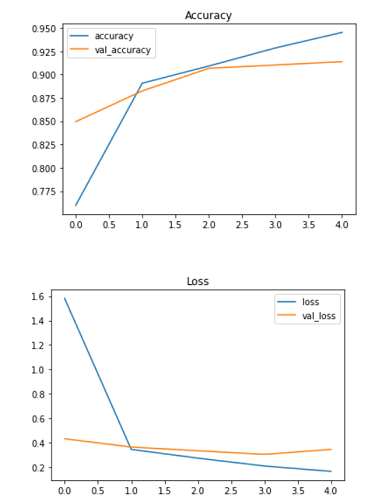 Accuracy
0.950
0.925
0.900
0.875
0.850
0.825
0.800
0.775
accuracy
val_accuracy
0.0 0.5 1.0 1.5 2.0 2.5 3.0 3.5 4.0
Loss
1.6
1.4
1.2
1.0
0.8
0.6
0.4
0.2
loss
val_loss
0.0 0.5 1.0 1.5 2.0 2.5 3.0 3.5 4.0